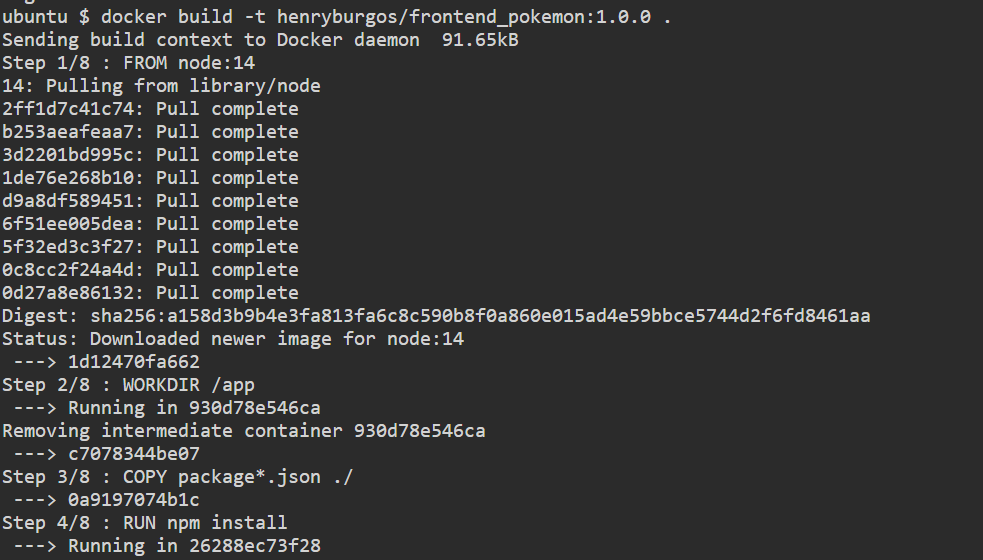 ubuntu $ docker build -t henryburgos/frontend_pokemon:1.0.0 .
Sending build context to Docker daemon  91.65kB
Step 1/8 : FROM node:14
14: Pulling from library/node
2ff1d7c41c74: Pull complete
b253aeafeaa7: Pull complete
3d2201bd995c: Pull complete
1de76e268b10: Pull complete
d9a8df589451: Pull complete
6f51ee005dea: Pull complete
5f32ed3c3f27: Pull complete
0c8cc2f24a4d: Pull complete
0d27a8e86132: Pull complete
Digest: sha256:a158d3b9b4e3fa813fa6c8c590b8f0a860e015ad4e59bbce5744d2f6fd8461aa
Status: Downloaded newer image for node:14
 ---> 1d12470fa662
Step 2/8 : WORKDIR /app
 ---> Running in 930d78e546ca
Removing intermediate container 930d78e546ca
 ---> c7078344be07
Step 3/8 : COPY package*.json ./
 ---> 0a9197074b1c
Step 4/8 : RUN npm install
 ---> Running in 26288ec73f28